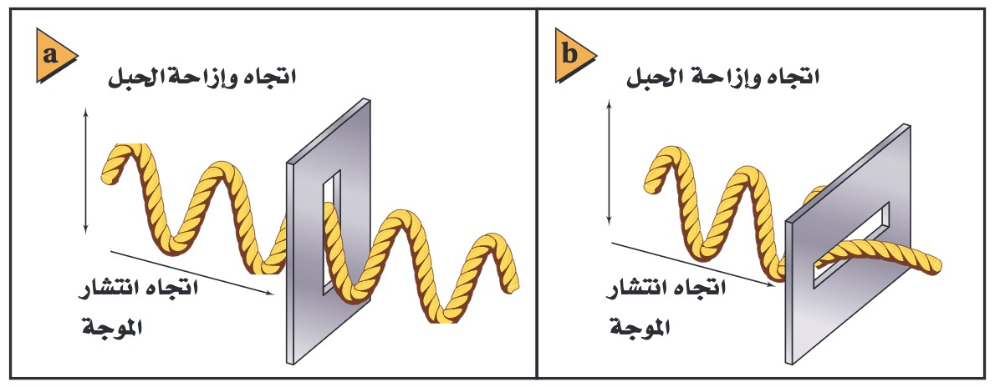 a
اتجاه وإزاحة الحبل
اتجاه انتشار
الموجة
b
اتجاه وإزاحة الحبل
اتجاه انتشار
الموجة